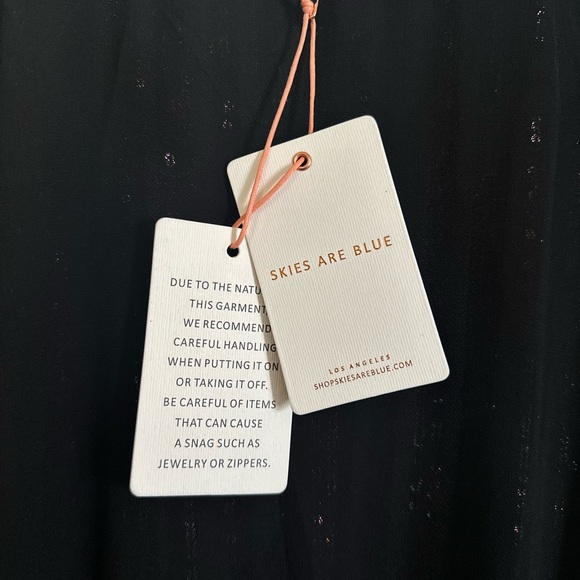 SKIES ARE BLUE
LOS ANGELES
SHOPSKIESAREBLUE.COM
DUE TO THE NATU
THIS GARMENT
WE RECOMMEND
CAREFUL HANDLING
WHEN PUTTING IT ON
OR TAKING IT OFF.
BE CAREFUL OF ITEMS
THAT CAN CAUSE
A SNAG SUCH AS
JEWELRY OR ZIPPERS.